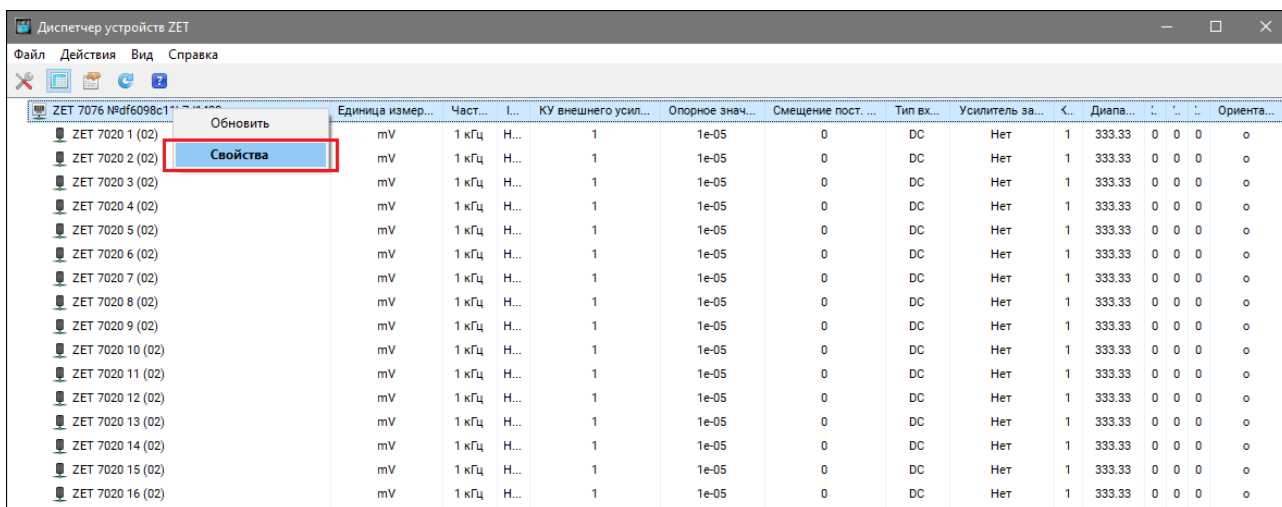 Диспетчер устройств ZET
Файл Действия Вид Справка
ZET 7076 №df6098c11 Единица измер... Част... I... КУ внешнего усил... Опорное знач... Смещение пост. ... Тип вх... Усилитель за... Диапа... Ориента...
Обновить
ZET 7020 1 (02) mV 1 кГц Н... 1 1e-05 0 DC Нет 1 333.33 0 0 0 o
Свойства
ZET 7020 2 (02) mV 1 кГц Н... 1 1e-05 0 DC Нет 1 333.33 0 0 0 o
ZET 7020 3 (02) mV 1 кГц Н... 1 1e-05 0 DC Нет 1 333.33 0 0 0 o
ZET 7020 4 (02) mV 1 кГц Н... 1 1e-05 0 DC Нет 1 333.33 0 0 0 o
ZET 7020 5 (02) mV 1 кГц Н... 1 1e-05 0 DC Нет 1 333.33 0 0 0 o
ZET 7020 6 (02) mV 1 кГц Н... 1 1e-05 0 DC Нет 1 333.33 0 0 0 o
ZET 7020 7 (02) mV 1 кГц Н... 1 1e-05 0 DC Нет 1 333.33 0 0 0 o
ZET 7020 8 (02) mV 1 кГц Н... 1 1e-05 0 DC Нет 1 333.33 0 0 0 o
ZET 7020 9 (02) mV 1 кГц Н... 1 1e-05 0 DC Нет 1 333.33 0 0 0 o
ZET 7020 10 (02) mV 1 кГц Н... 1 1e-05 0 DC Нет 1 333.33 0 0 0 o
ZET 7020 11 (02) mV 1 кГц Н... 1 1e-05 0 DC Нет 1 333.33 0 0 0 o
ZET 7020 12 (02) mV 1 кГц Н... 1 1e-05 0 DC Нет 1 333.33 0 0 0 o
ZET 7020 13 (02) mV 1 кГц Н... 1 1e-05 0 DC Нет 1 333.33 0 0 0 o
ZET 7020 14 (02) mV 1 кГц Н... 1 1e-05 0 DC Нет 1 333.33 0 0 0 o
ZET 7020 15 (02) mV 1 кГц Н... 1 1e-05 0 DC Нет 1 333.33 0 0 0 o
ZET 7020 16 (02) mV 1 кГц Н... 1 1e-05 0 DC Нет 1 333.33 0 0 0 o